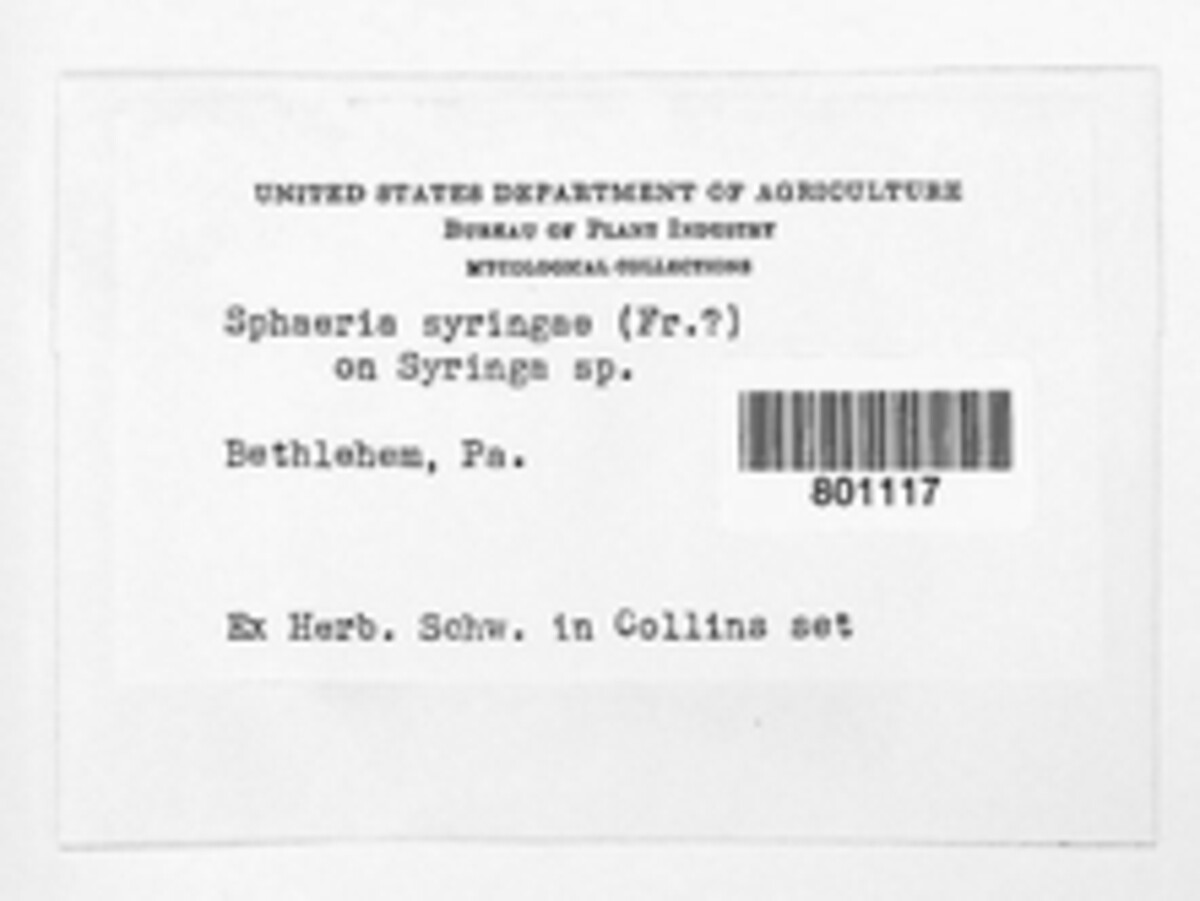 UNITED STATES DEPARTMENT OF AGRICULTURE
BUREAU OF PLANT INDUSTRY
MYCOLOGICAL COLLECTIONS
Sphaeria syringae (Fr.?)
on Syringa sp.
Bethlehem, Pa.
801117
Ex Herb. Schw. in Collins set